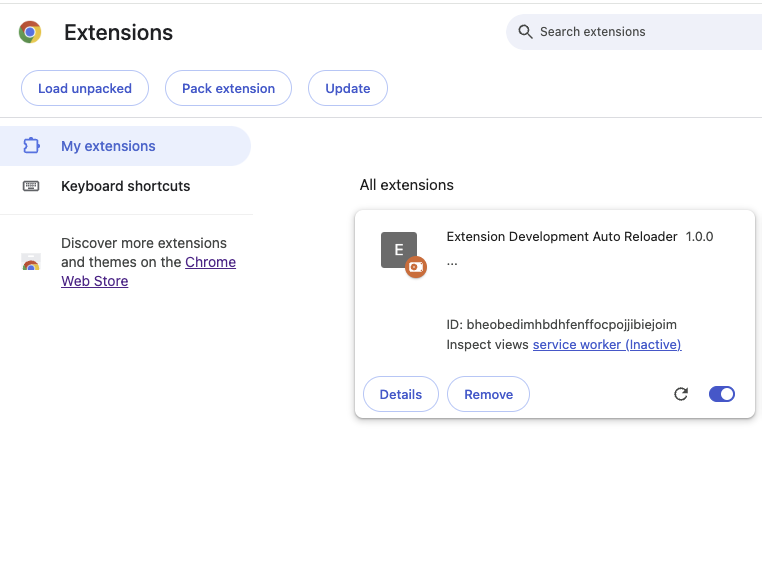 Extensions
Search extensions
Load unpacked
Pack extension
Update
My extensions
Keyboard shortcuts
Discover more extensions
and themes on the Chrome
Web Store
All extensions
E
Extension Development Auto Reloader 1.0.0
...
ID: bheobedimhbdhfenffocpojjibiejoim
Inspect views service worker (Inactive)
Details
Remove